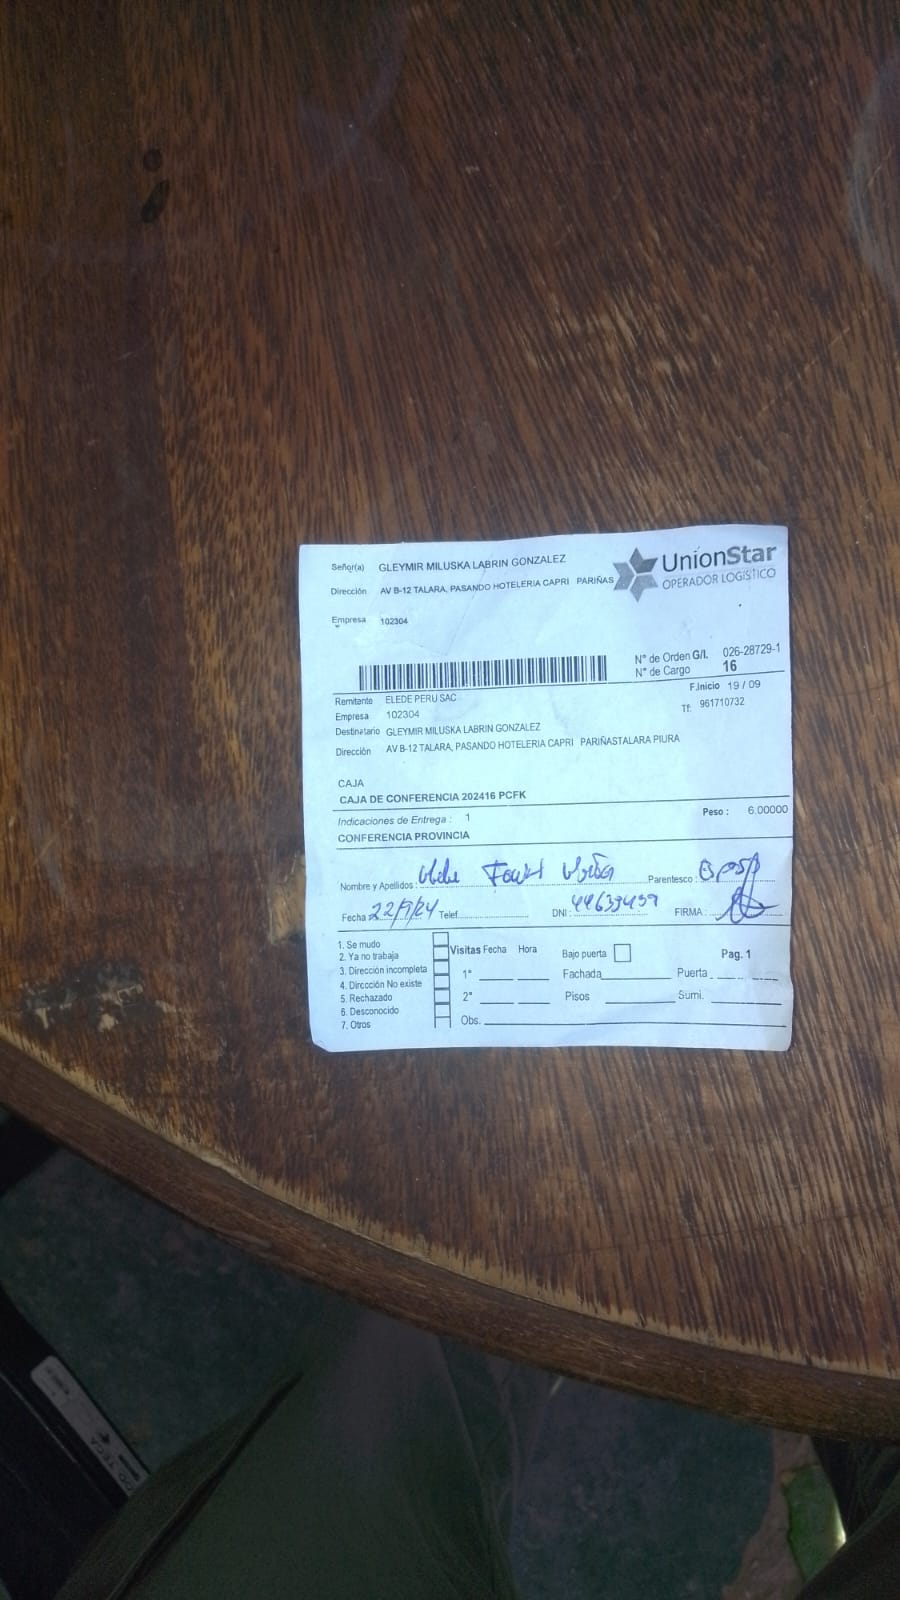 Señor(a) GLEYMIR MILUSKA LABRIN GONZALEZ
UnionStar
OPERADOR LOGÍSTICO
Dirección AV B-12 TALARA, PASANDO HOTELERIA CAPRI PARIÑAS
Empresa 102304
N° de Orden G/I. 026-28729-1
N° de Cargo 16
F.Inicio 19 / 09
Remitente ELEDE PERU SAC
Tf: 961710732
Empresa 102304
Destinatario GLEYMIR MILUSKA LABRIN GONZALEZ
Dirección AV B-12 TALARA, PASANDO HOTELERIA CAPRI PARIÑASTALARA PIURA
CAJA
CAJA DE CONFERENCIA 202416 PCFK
Indicaciones de Entrega : 1 Peso : 6.00000
CONFERENCIA PROVINCIA
Nombre y Apellidos : Parentesco :
Fecha 22/9/24 Telef. DNI: 44633459 FIRMA :
1. Se mudo
2. Ya no trabaja
3. Dirección incompleta
4. Dirección No existe
5. Rechazado
6. Desconocido
7. Otros
Visitas Fecha Hora Bajo puerta Pag. 1
1° Fachada Puerta
2° Pisos Sumi.
Obs.